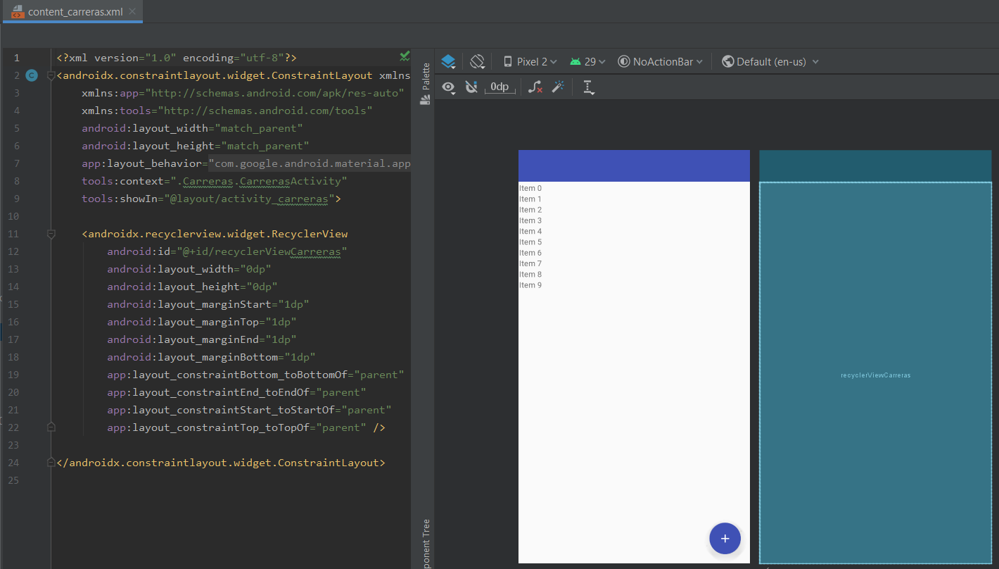 content_carreras.xml
1 <?xml version="1.0" encoding="utf-8"?>
2 <androidx.constraintlayout.widget.ConstraintLayout xmlns
3 xmlns:app="http://schemas.android.com/apk/res-auto"
4 xmlns:tools="http://schemas.android.com/tools"
5 android:layout_width="match_parent"
6 android:layout_height="match_parent"
7 app:layout_behavior="com.google.android.material.app
8 tools:context=".Carreras.CarrerasActivity"
9 tools:showIn="@layout/activity_carreras">
10
11 <androidx.recyclerview.widget.RecyclerView
12 android:id="@+id/recyclerViewCarreras"
13 android:layout_width="0dp"
14 android:layout_height="0dp"
15 android:layout_marginStart="1dp"
16 android:layout_marginTop="1dp"
17 android:layout_marginEnd="1dp"
18 android:layout_marginBottom="1dp"
19 app:layout_constraintBottom_toBottomOf="parent"
20 app:layout_constraintEnd_toEndOf="parent"
21 app:layout_constraintStart_toStartOf="parent"
22 app:layout_constraintTop_toTopOf="parent" />
23
24 </androidx.constraintlayout.widget.ConstraintLayout>
25
C
Palette
ponent Tree
Pixel 2 29 NoActionBar Default (en-us)
0dp
Item 0
Item 1
Item 2
Item 3
Item 4
Item 5
Item 6
Item 7
Item 8
Item 9
+
recyclerViewCarreras